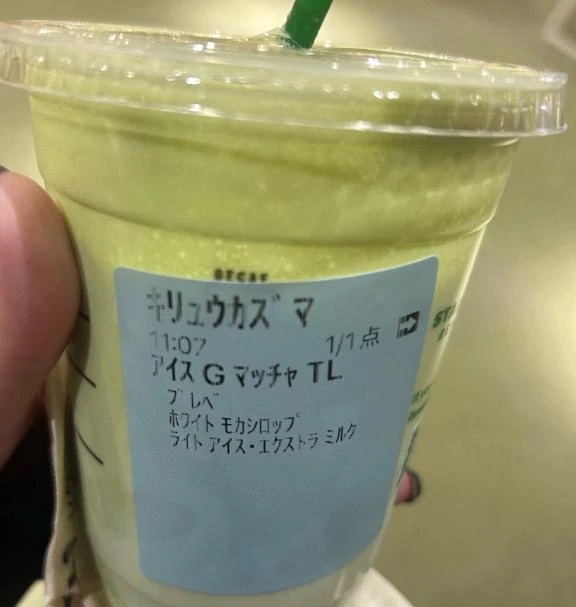 DECAF
キリュウカズマ
11:07 1/1点
アイス G マッチャ TL
ブレベ
ホワイト モカシロップ
ライト アイス・エクストラ ミルク